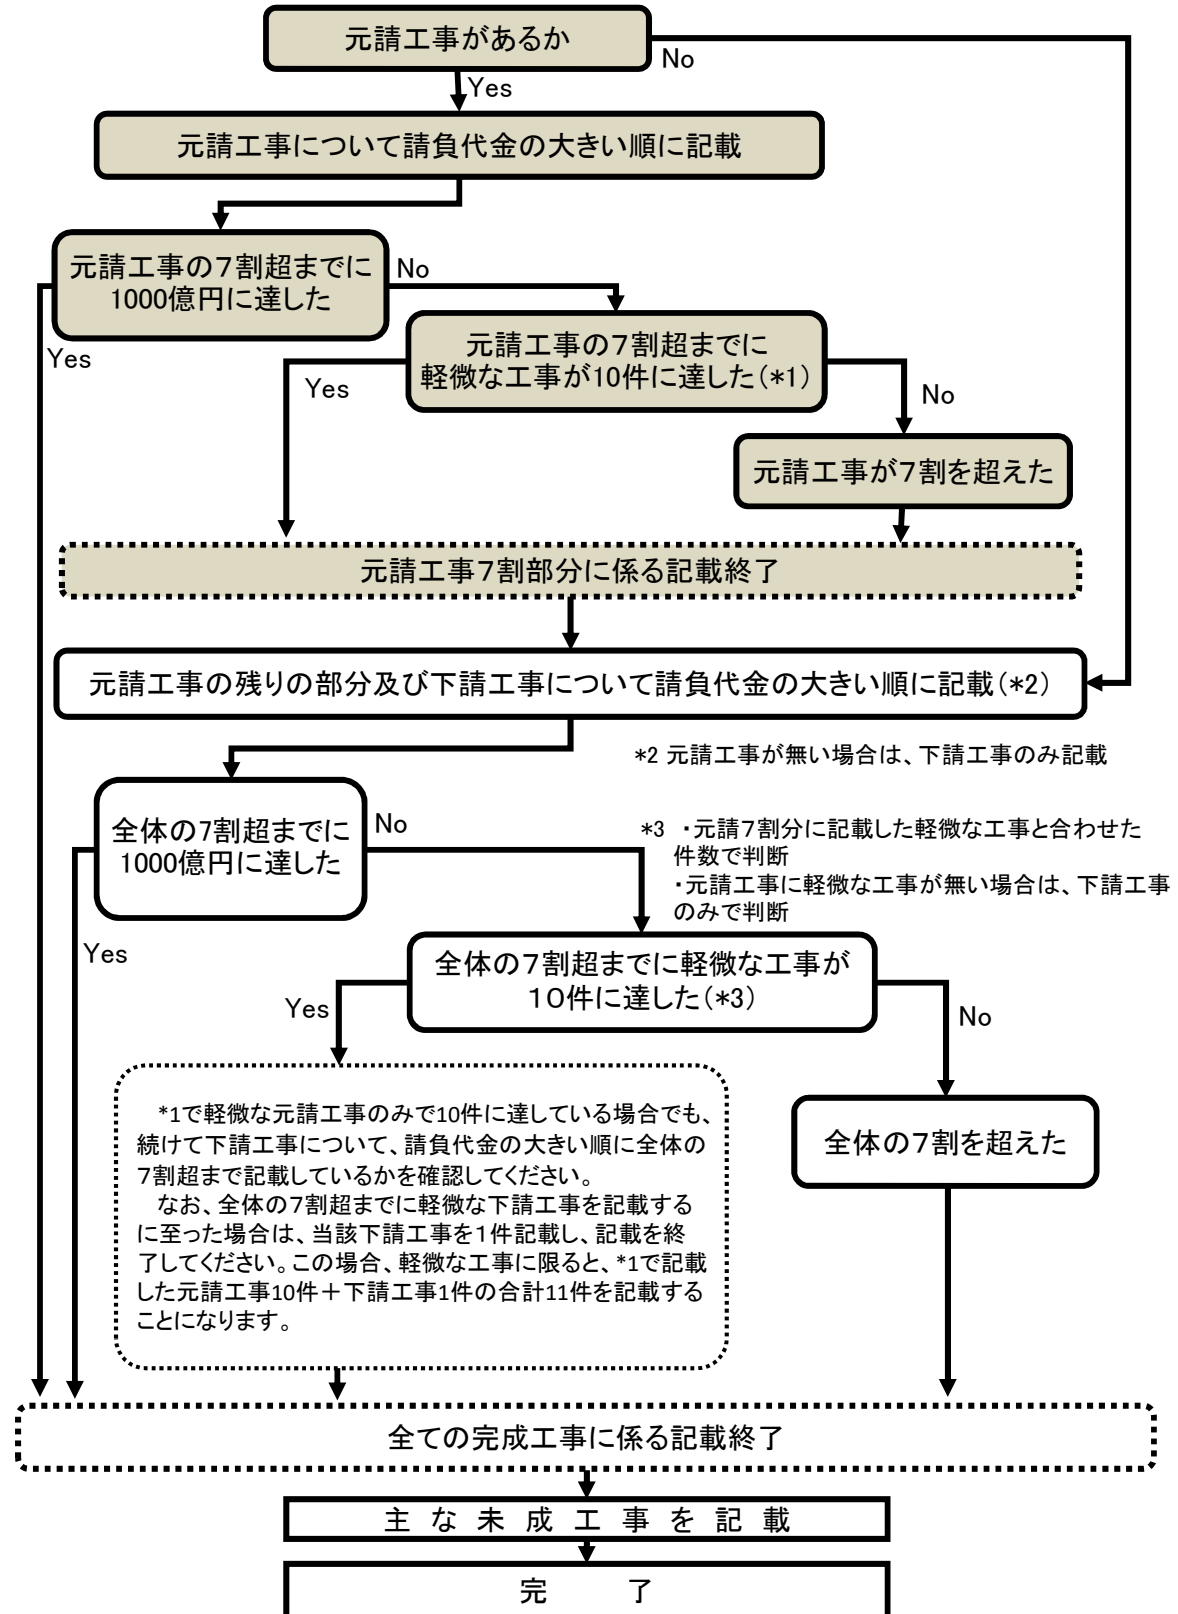 元請工事があるか
No
Yes
元請工事について請負代金の大きい順に記載
元請工事の7割超までに
1000億円に達した
No
Yes
元請工事の7割超までに
軽微な工事が10件に達した(*1)
Yes
No
元請工事が7割を超えた
元請工事7割部分に係る記載終了
元請工事の残りの部分及び下請工事について請負代金の大きい順に記載(*2)
*2 元請工事が無い場合は、下請工事のみ記載
全体の7割超までに
1000億円に達した
No
Yes
*3 ・元請7割分に記載した軽微な工事と合わせた
件数で判断
・元請工事に軽微な工事が無い場合は、下請工事
のみで判断
全体の7割超までに軽微な工事が
10件に達した(*3)
Yes
No
*1で軽微な元請工事のみで10件に達している場合でも、
続けて下請工事について、請負代金の大きい順に全体の
7割超まで記載しているかを確認してください。
なお、全体の7割超までに軽微な下請工事を記載する
に至った場合は、当該下請工事を1件記載し、記載を終
了してください。この場合、軽微な工事に限ると、*1で記載
した元請工事10件+下請工事1件の合計11件を記載する
ことになります。
全体の7割を超えた
全ての完成工事に係る記載終了
主な未成工事を記載
完 了